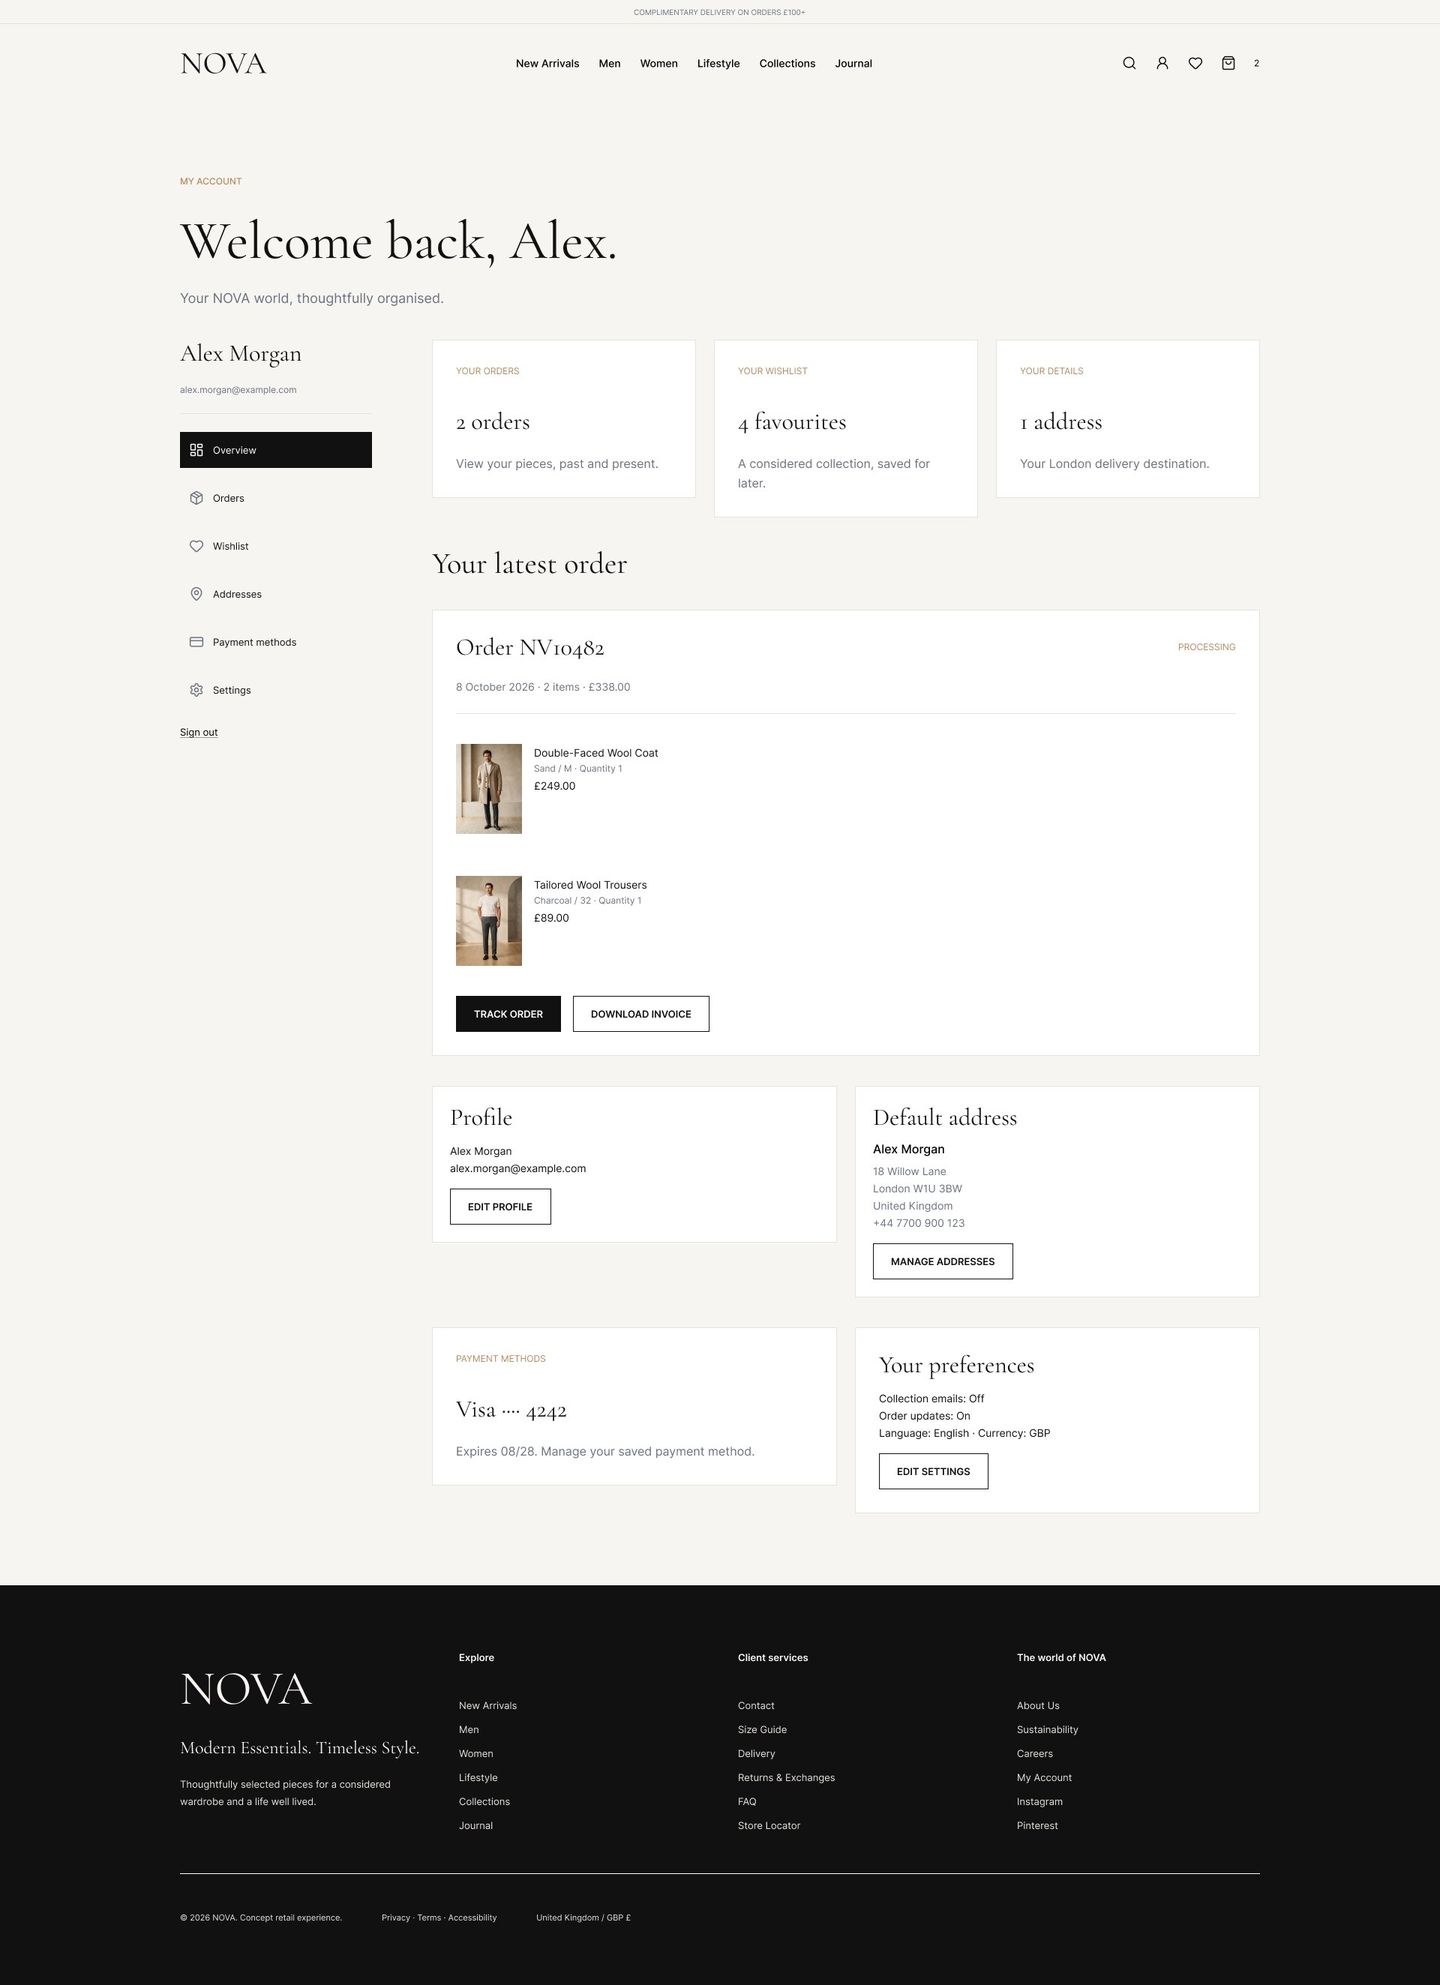 COMPLIMENTARY DELIVERY ON ORDERS £100+
NOVA
New Arrivals Men Women Lifestyle Collections Journal
2
MY ACCOUNT
Welcome back, Alex.
Your NOVA world, thoughtfully organised.
Alex Morgan
alex.morgan@example.com
Overview
Orders
Wishlist
Addresses
Payment methods
Settings
Sign out
YOUR ORDERS
2 orders
View your pieces, past and present.
YOUR WISHLIST
4 favourites
A considered collection, saved for
later.
YOUR DETAILS
1 address
Your London delivery destination.
Your latest order
Order NV10482
PROCESSING
8 October 2026 · 2 items · £338.00
Double-Faced Wool Coat
Sand / M · Quantity 1
£249.00
Tailored Wool Trousers
Charcoal / 32 · Quantity 1
£89.00
TRACK ORDER
DOWNLOAD INVOICE
Profile
Alex Morgan
alex.morgan@example.com
EDIT PROFILE
Default address
Alex Morgan
18 Willow Lane
London W1U 3BW
United Kingdom
+44 7700 900 123
MANAGE ADDRESSES
PAYMENT METHODS
Visa ···· 4242
Expires 08/28. Manage your saved payment method.
Your preferences
Collection emails: Off
Order updates: On
Language: English · Currency: GBP
EDIT SETTINGS
NOVA
Modern Essentials. Timeless Style.
Thoughtfully selected pieces for a considered
wardrobe and a life well lived.
Explore
New Arrivals
Men
Women
Lifestyle
Collections
Journal
Client services
Contact
Size Guide
Delivery
Returns & Exchanges
FAQ
Store Locator
The world of NOVA
About Us
Sustainability
Careers
My Account
Instagram
Pinterest
© 2026 NOVA. Concept retail experience.
Privacy · Terms · Accessibility
United Kingdom / GBP £